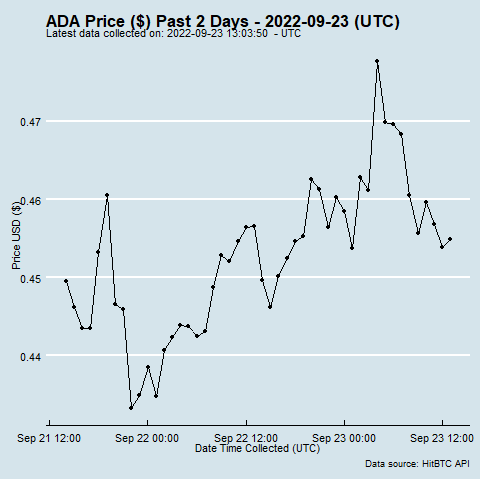 ADA Price ($) Past 2 Days - 2022-09-23 (UTC)
Latest data collected on: 2022-09-23 13:03:50 - UTC
0.47
0.46
0.45
0.44
Price USD ($)
Sep 21 12:00 Sep 22 00:00 Sep 22 12:00 Sep 23 00:00 Sep 23 12:00
Date Time Collected (UTC)
Data source: HitBTC API